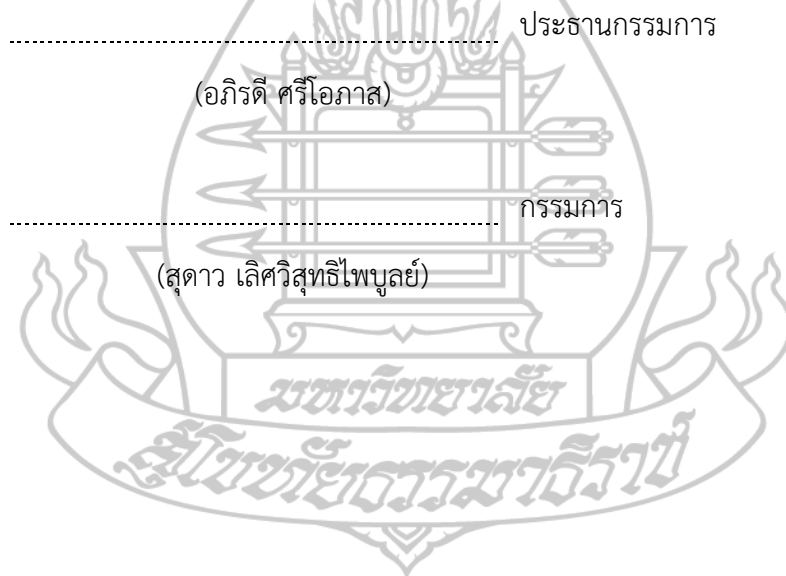 ประธานกรรมการ
(อภิรดี ศรีโอภาส)
กรรมการ
(สุดาว เลิศวิสุทธิไพบูลย์)
มหาวิทยาลัย
สุโขทัยธรรมาธิราช